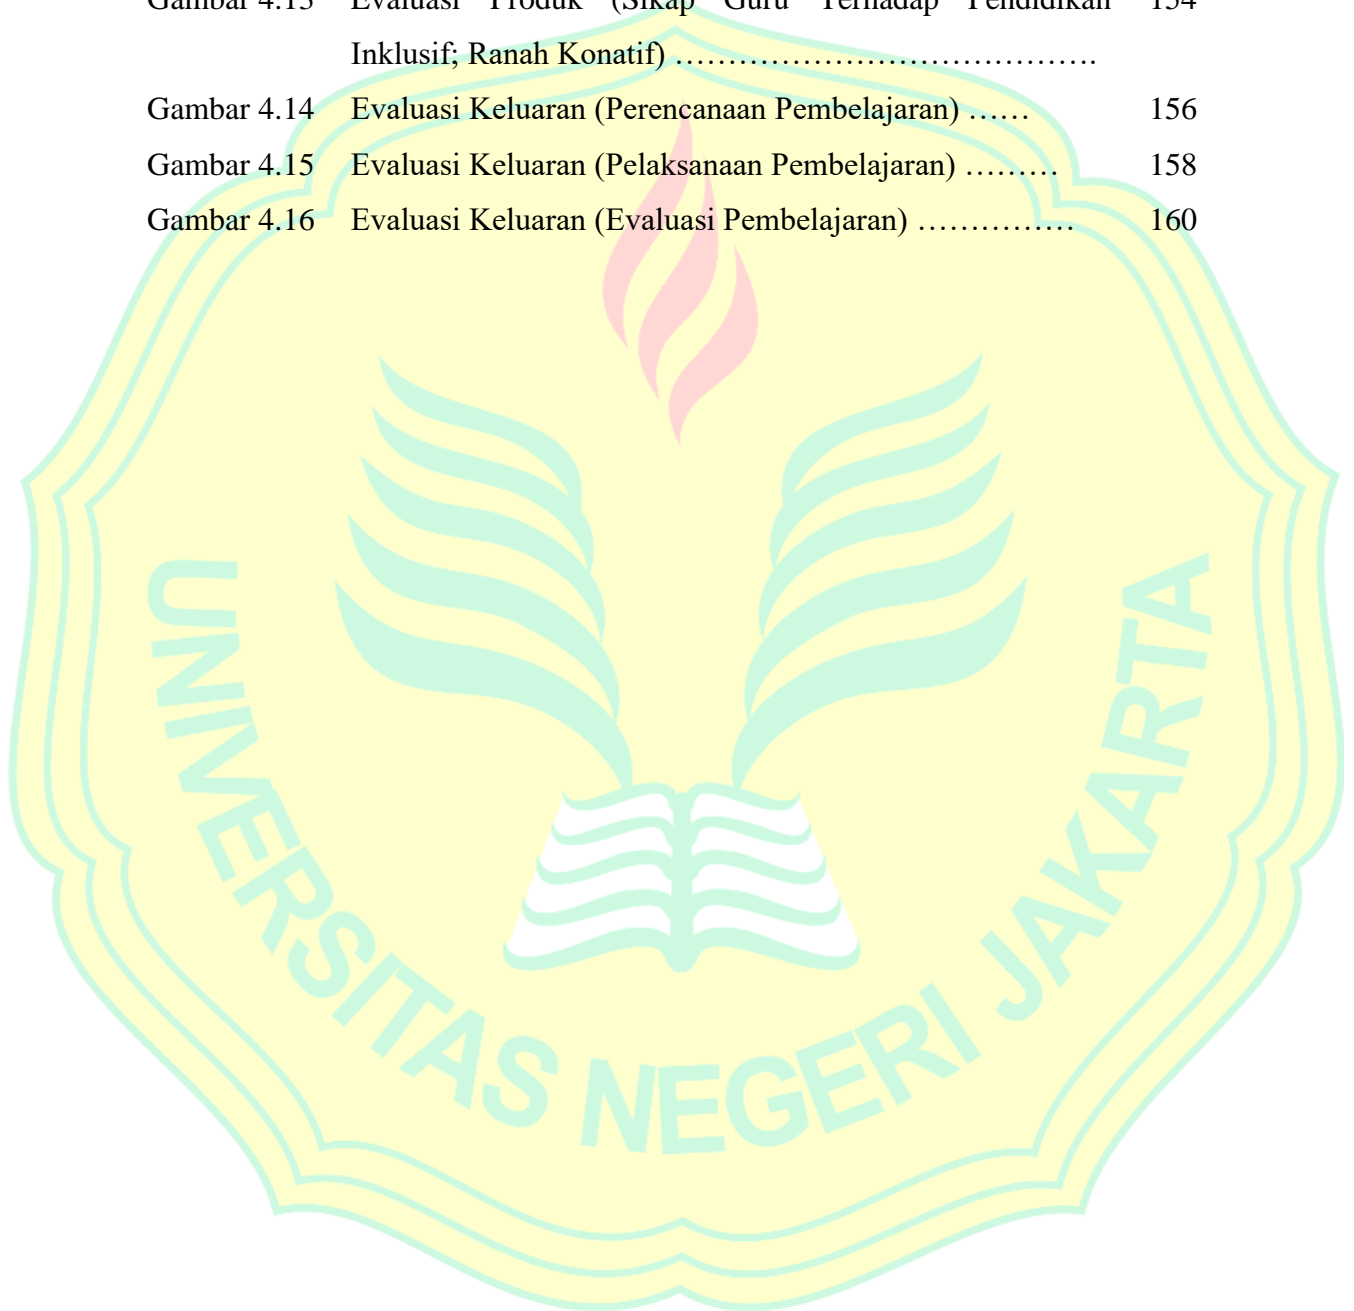 Gambar 4.13 Evaluasi Produk (Sikap Guru Terhadap Pendidikan 154
Inklusif; Ranah Konatif) …………………………………
Gambar 4.14 Evaluasi Keluaran (Perencanaan Pembelajaran) …… 156
Gambar 4.15 Evaluasi Keluaran (Pelaksanaan Pembelajaran) ……… 158
Gambar 4.16 Evaluasi Keluaran (Evaluasi Pembelajaran) …………… 160
UNIVERSITAS NEGERI JAKARTA